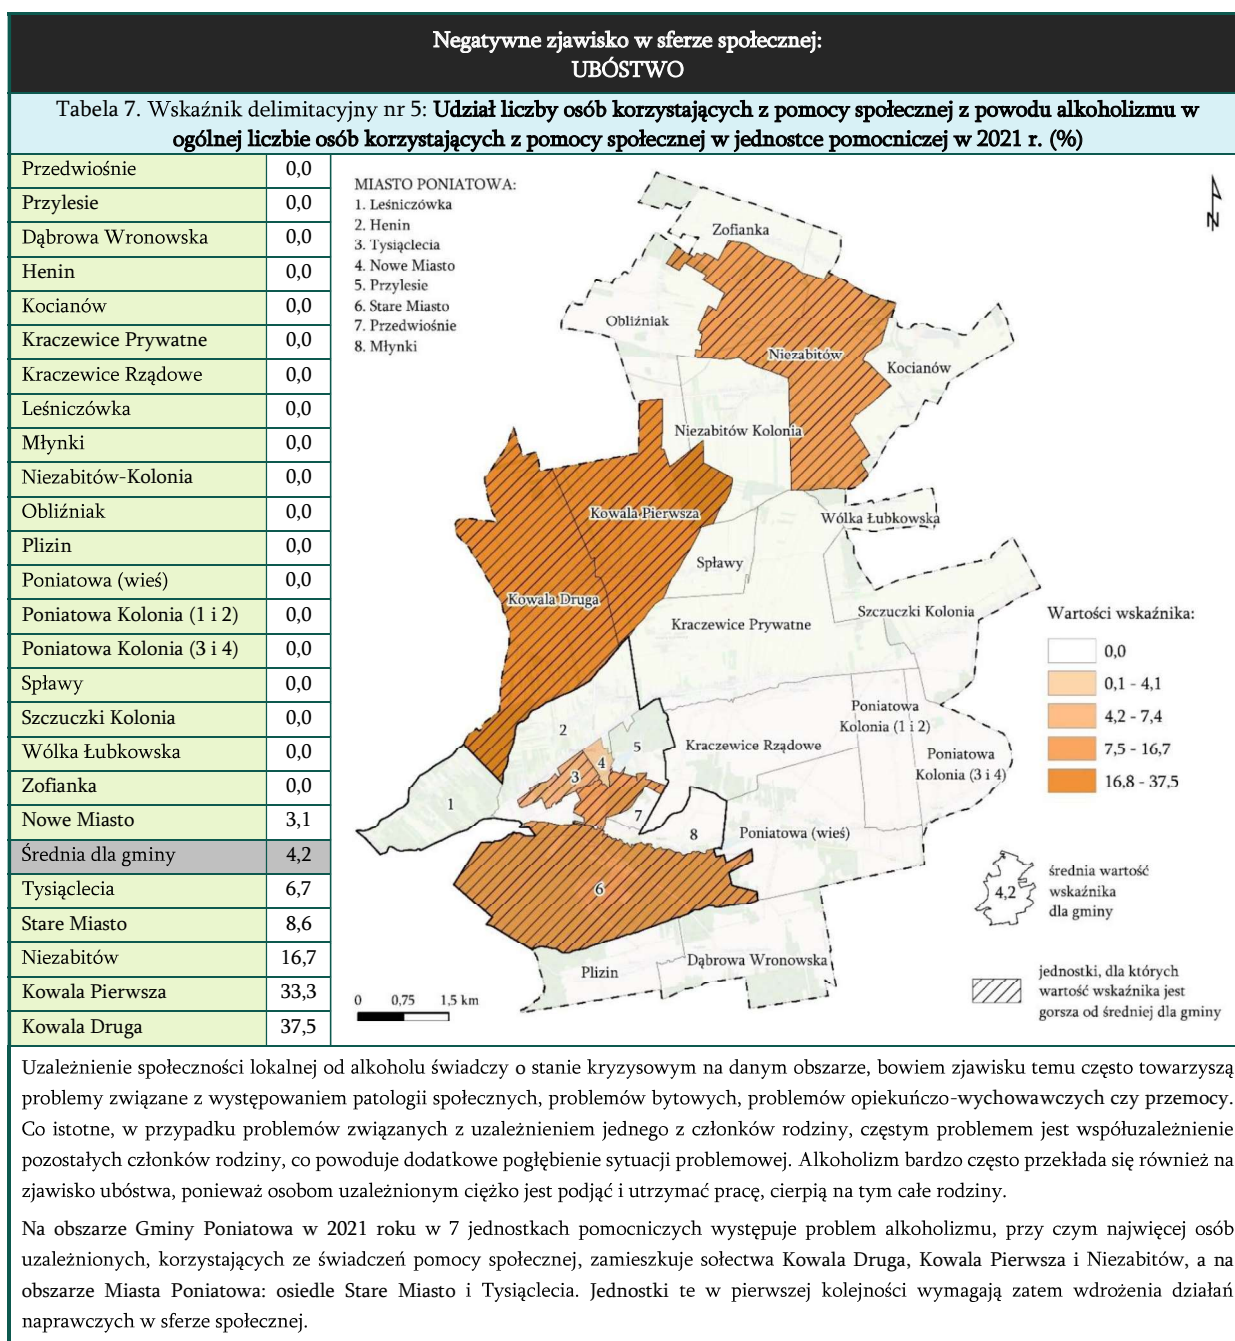 Negatywne zjawisko w sferze społecznej:
UBÓSTWO
Tabela 7. Wskaźnik delimitacyjny nr 5: Udział liczby osób korzystających z pomocy społecznej z powodu alkoholizmu w
ogólnej liczbie osób korzystających z pomocy społecznej w jednostce pomocniczej w 2021 r. (%)
Przedwiośnie 0,0
Przylesie 0,0
Dąbrowa Wronowska 0,0
Henin 0,0
Kocianów 0,0
Kraczewice Prywatne 0,0
Kraczewice Rządowe 0,0
Leśniczówka 0,0
Młynki 0,0
Niezabitów-Kolonia 0,0
Obliźniak 0,0
Plizin 0,0
Poniatowa (wieś) 0,0
Poniatowa Kolonia (1 i 2) 0,0
Poniatowa Kolonia (3 i 4) 0,0
Spławy 0,0
Szczuczki Kolonia 0,0
Wólka Łubkowska 0,0
Zofianka 0,0
Nowe Miasto 3,1
Średnia dla gminy 4,2
Tysiąclecia 6,7
Stare Miasto 8,6
Niezabitów 16,7
Kowala Pierwsza 33,3
Kowala Druga 37,5
MIASTO PONIATOWA:
1. Leśniczówka
2. Henin
3. Tysiąclecia
4. Nowe Miasto
5. Przylesie
6. Stare Miasto
7. Przedwiośnie
8. Młynki
N
Zofianka
Obliźniak
Niezabitów
Kocianów
Niezabitów Kolonia
Kowala Pierwsza
Wólka Łubkowska
Spławy
Kowala Druga
Szczuczki Kolonia
Kraczewice Prywatne
Poniatowa
Kolonia (1 i 2)
Kraczewice Rządowe
Poniatowa
Kolonia (3 i 4)
2
5
4
3
1
7
8
Poniatowa (wieś)
6
Plizin
Dąbrowa Wronowska
0 0,75 1,5 km
Wartości wskaźnika:
0,0
0,1 - 4,1
4,2 - 7,4
7,5 - 16,7
16,8 - 37,5
4,2
średnia wartość
wskaźnika
dla gminy
jednostki, dla których
wartość wskaźnika jest
gorsza od średniej dla gminy
Uzależnienie społeczności lokalnej od alkoholu świadczy o stanie kryzysowym na danym obszarze, bowiem zjawisku temu często towarzyszą
problemy związane z występowaniem patologii społecznych, problemów bytowych, problemów opiekuńczo-wychowawczych czy przemocy.
Co istotne, w przypadku problemów związanych z uzależnieniem jednego z członków rodziny, częstym problemem jest współuzależnienie
pozostałych członków rodziny, co powoduje dodatkowe pogłębienie sytuacji problemowej. Alkoholizm bardzo często przekłada się również na
zjawisko ubóstwa, ponieważ osobom uzależnionym ciężko jest podjąć i utrzymać pracę, cierpią na tym całe rodziny.
Na obszarze Gminy Poniatowa w 2021 roku w 7 jednostkach pomocniczych występuje problem alkoholizmu, przy czym najwięcej osób
uzależnionych, korzystających ze świadczeń pomocy społecznej, zamieszkuje sołectwa Kowala Druga, Kowala Pierwsza i Niezabitów, a na
obszarze Miasta Poniatowa: osiedle Stare Miasto i Tysiąclecia. Jednostki te w pierwszej kolejności wymagają zatem wdrożenia działań
naprawczych w sferze społecznej.